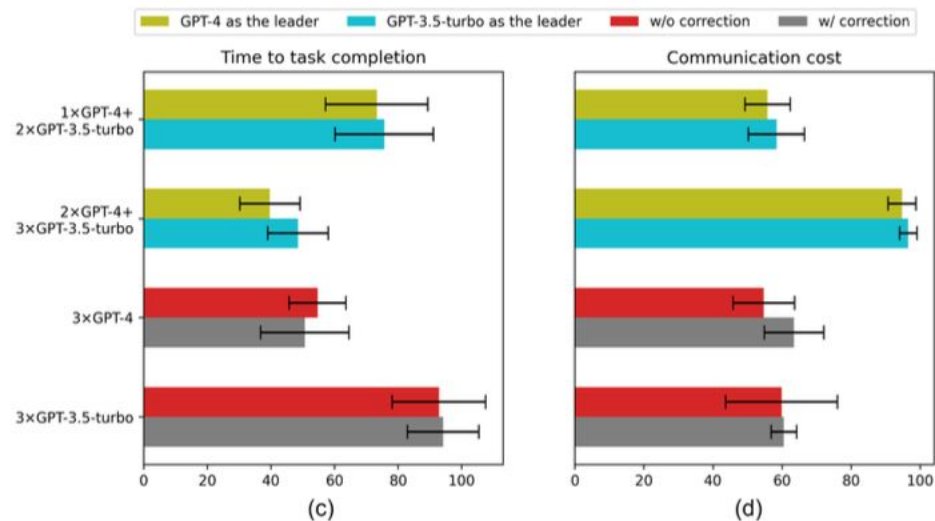 GPT-4 as the leader GPT-3.5-turbo as the leader w/o correction w/ correction
Time to task completion Communication cost
1×GPT-4+
2×GPT-3.5-turbo
2×GPT-4+
3×GPT-3.5-turbo
3×GPT-4
3×GPT-3.5-turbo
0 20 40 60 80 100 0 20 40 60 80 100
(c) (d)